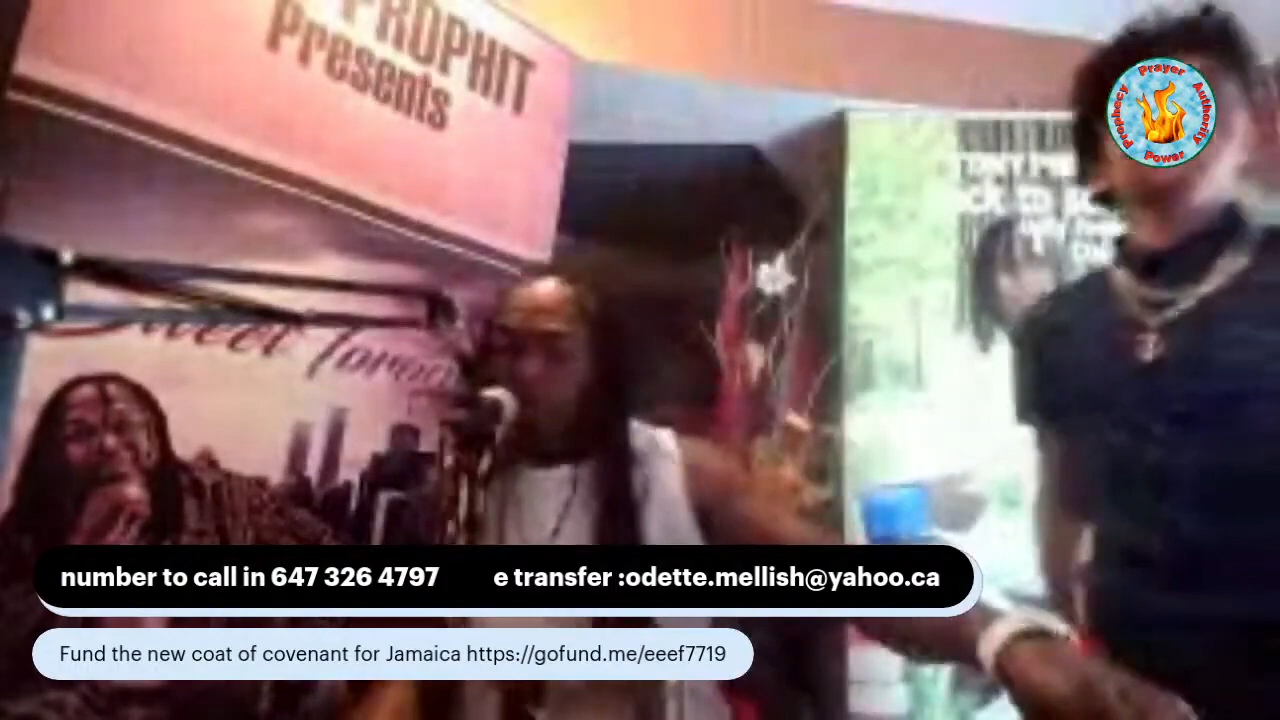 PROPHIT
Presents
Sweet
Prayer
Authority
Power
Prophecy
number to call in 647 326 4797 e transfer :odette.mellish@yahoo.ca
Fund the new coat of covenant for Jamaica https://gofund.me/eeef7719